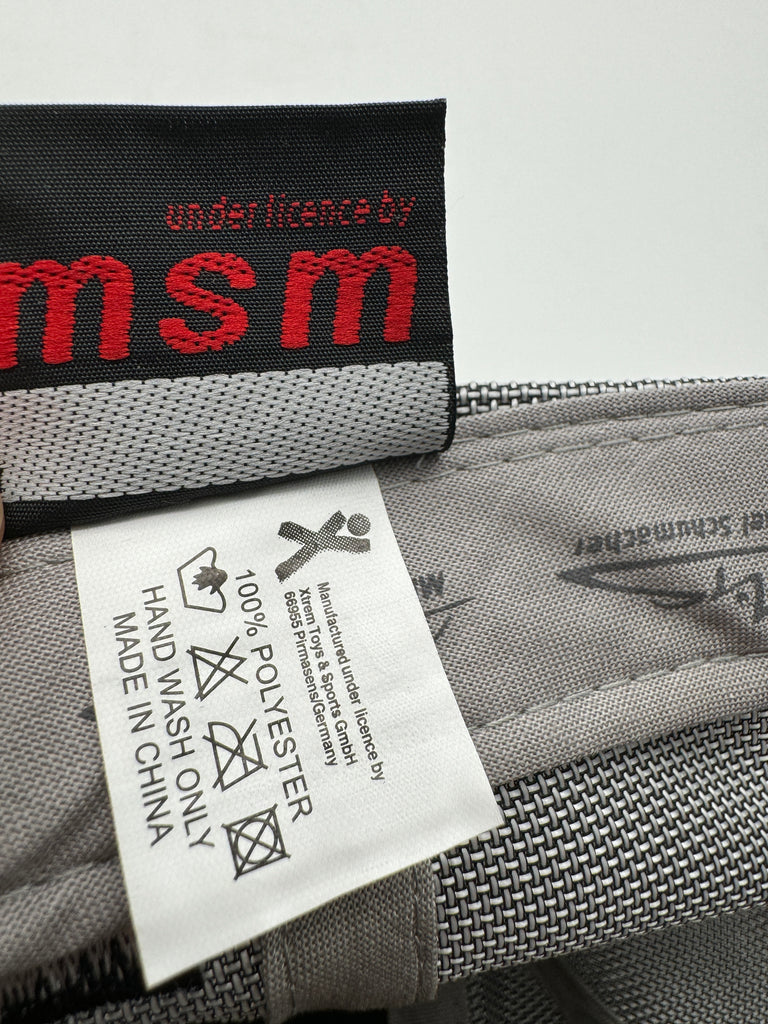 under licence by
msm
Manufactured under licence by
Xtrem Toys & Sports GmbH
66955 Pirmasens/Germany
100% POLYESTER
HAND WASH ONLY
MADE IN CHINA
Schumacher